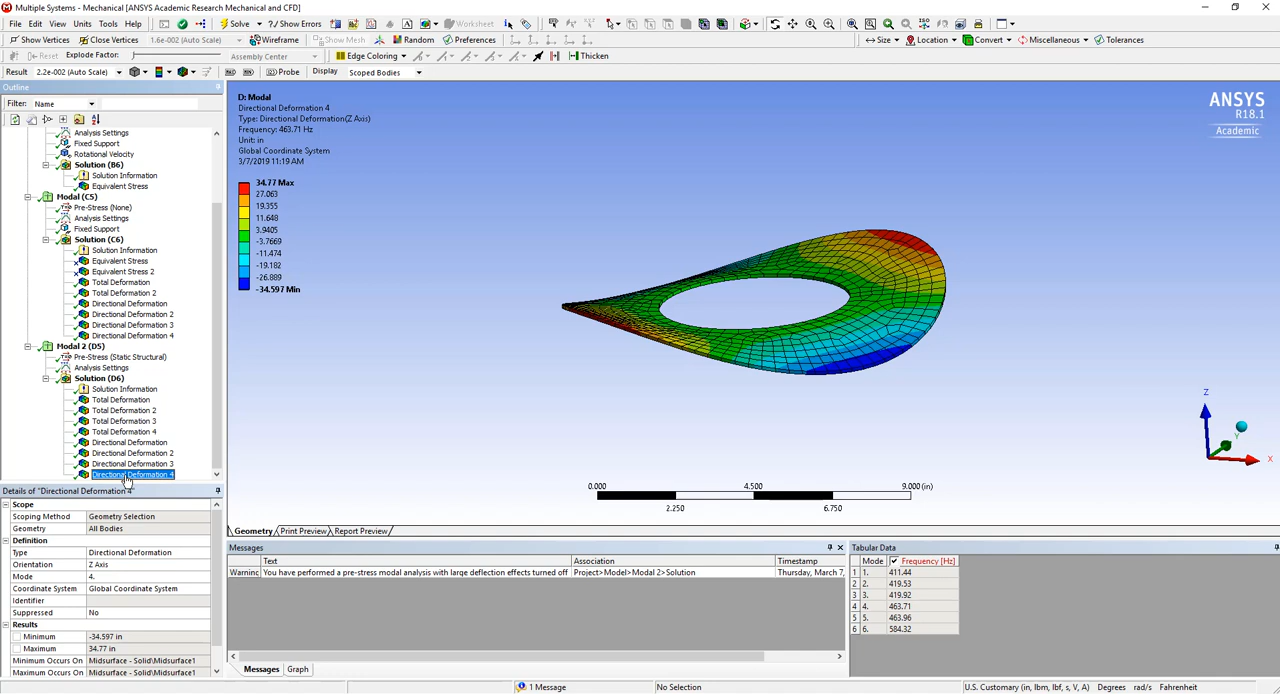 Multiple Systems - Mechanical [ANSYS Academic Research Mechanical and CFD]
File Edit View Units Tools Help Solve ?/ Show Errors Worksheet
Show Vertices Close Vertices 1.6e-002 (Auto Scale) Wireframe Show Mesh Random Preferences Size Location Convert Miscellaneous Tolerances
Reset Explode Factor: Assembly Center Edge Coloring Thicken
Result 2.2e-002 (Auto Scale) Probe Display Scoped Bodies
Outline
Filter: Name
Analysis Settings
Fixed Support
Rotational Velocity
Solution (B6)
Solution Information
Equivalent Stress
Modal (C5)
Pre-Stress (None)
Analysis Settings
Fixed Support
Solution (C6)
Solution Information
Equivalent Stress
Equivalent Stress 2
Total Deformation
Total Deformation 2
Directional Deformation
Directional Deformation 2
Directional Deformation 3
Directional Deformation 4
Modal 2 (D5)
Pre-Stress (Static Structural)
Analysis Settings
Solution (D6)
Solution Information
Total Deformation
Total Deformation 2
Total Deformation 3
Total Deformation 4
Directional Deformation
Directional Deformation 2
Directional Deformation 3
Directional Deformation 4
Details of "Directional Deformation 4"
Scope
Scoping Method Geometry Selection
Geometry All Bodies
Definition
Type Directional Deformation
Orientation Z Axis
Mode 4.
Coordinate System Global Coordinate System
Identifier
Suppressed No
Results
Minimum -34.597 in
Maximum 34.77 in
Minimum Occurs On Midsurface - Solid\Midsurface1
Maximum Occurs On Midsurface - Solid\Midsurface1
D: Modal
Directional Deformation 4
Type: Directional Deformation(Z Axis)
Frequency: 463.71 Hz
Unit: in
Global Coordinate System
3/7/2019 11:19 AM
34.77 Max
27.063
19.355
11.648
3.9405
-3.7669
-11.474
-19.182
-26.889
-34.597 Min
ANSYS
R18.1
Academic
Z
Y
X
0.000 4.500 9.000 (in)
2.250 6.750
Geometry Print Preview Report Preview
Messages
Text Association Timestamp
Warning You have performed a pre-stress modal analysis with large deflection effects turned off Project>Model>Modal 2>Solution Thursday, March 7,
Messages Graph
Tabular Data
Mode Frequency [Hz]
1 1. 411.44
2 2. 419.53
3 3. 419.92
4 4. 463.71
5 5. 463.96
6 6. 584.32
1 Message No Selection U.S. Customary (in, lbm, lbf, s, V, A) Degrees rad/s Fahrenheit